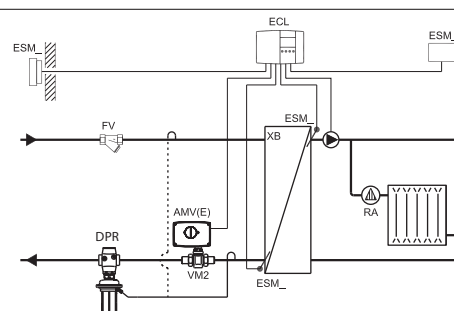 ECL
ESM_
ESM_
FV
ESM_
XB
AMV(E)
RA
DPR
VM2
ESM_